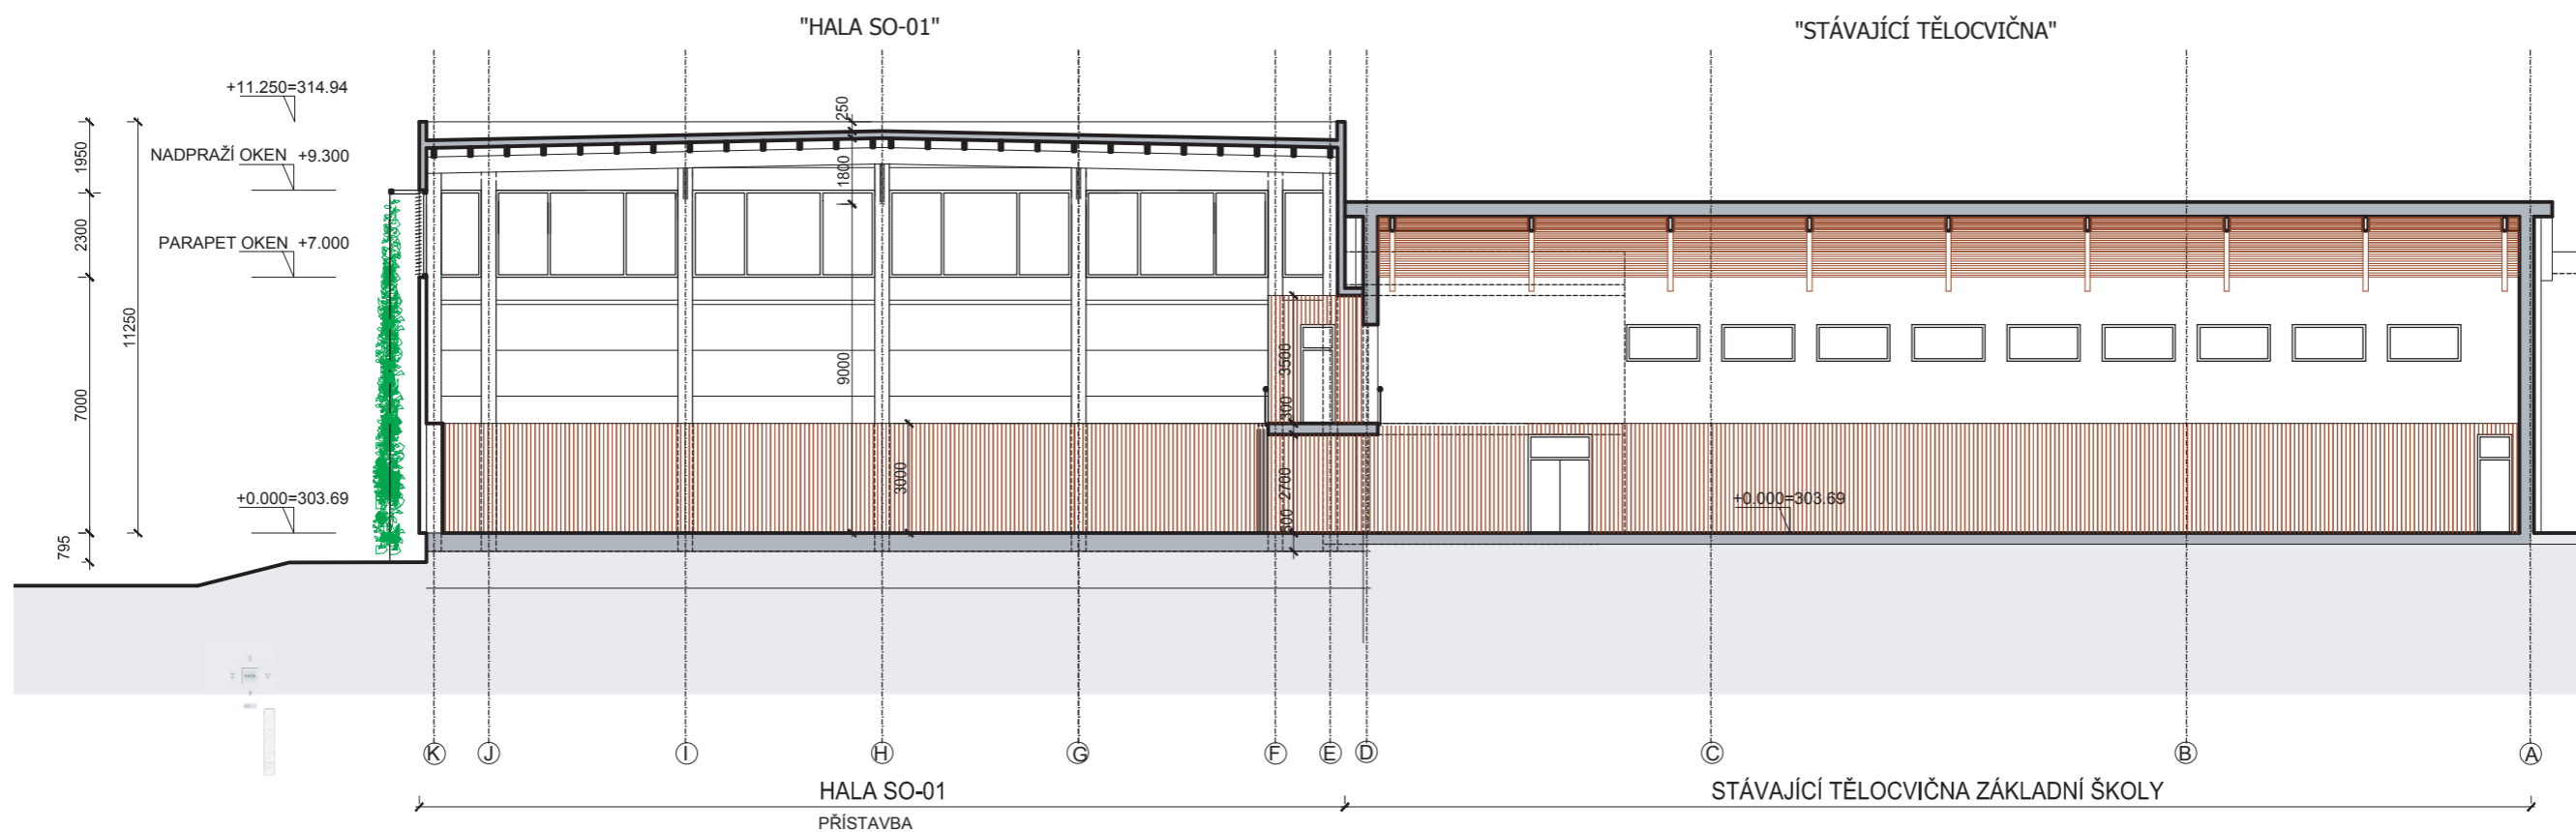 "HALA SO-01"
"STÁVAJÍCÍ TĚLOCVIČNA"
+11.250=314.94
250
1950
NADPRAŽÍ OKEN +9.300
1800
2300
PARAPET OKEN +7.000
11250
7000
9000
3500
300
3000
2700
+0.000=303.69
+0.000=303.69
500
795
K
J
I
H
G
F
E
D
C
B
A
HALA SO-01
STÁVAJÍCÍ TĚLOCVIČNA ZÁKLADNÍ ŠKOLY
PŘÍSTAVBA